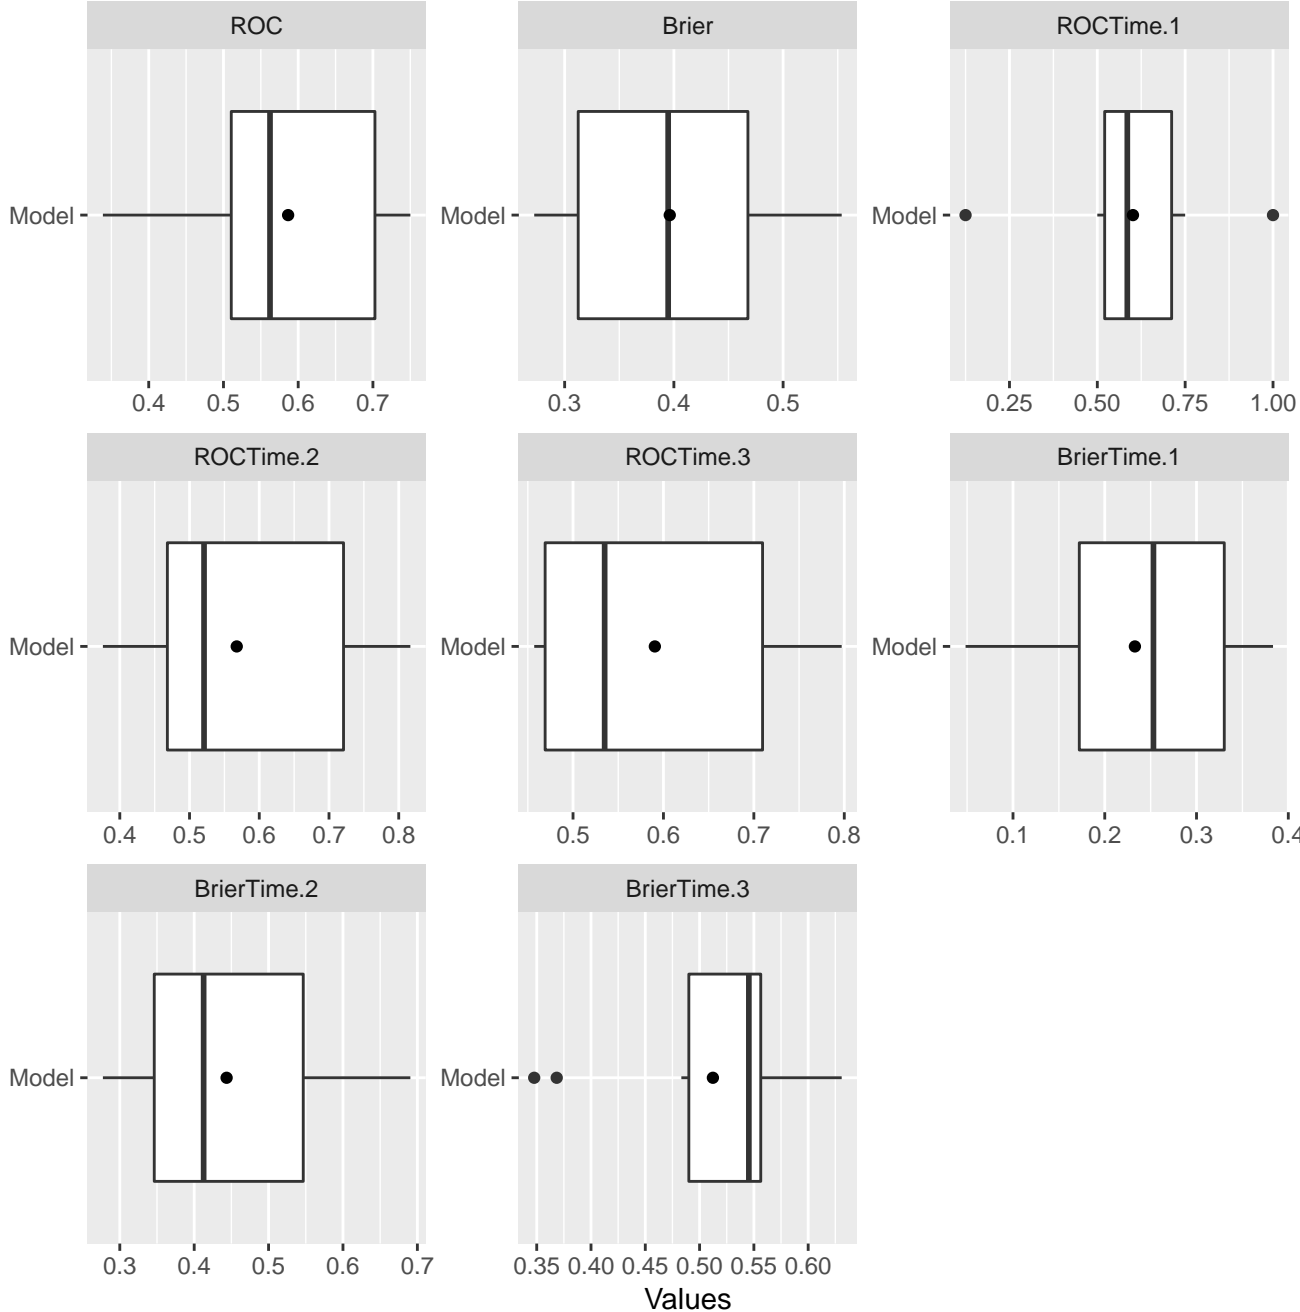 ROC Brier ROCTime.1
Model Model Model
0.4 0.5 0.6 0.7 0.3 0.4 0.5 0.25 0.50 0.75 1.00
ROCTime.2 ROCTime.3 BrierTime.1
Model Model Model
0.4 0.5 0.6 0.7 0.8 0.5 0.6 0.7 0.8 0.1 0.2 0.3 0.4
BrierTime.2 BrierTime.3
Model Model
0.3 0.4 0.5 0.6 0.7 0.35 0.40 0.45 0.50 0.55 0.60
Values